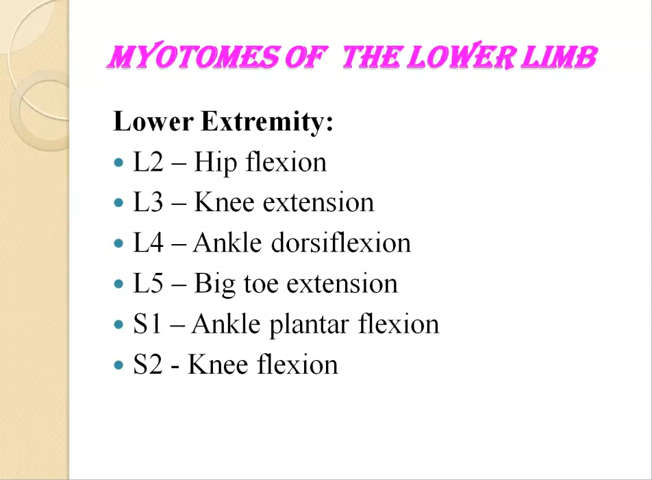 MYOTOMES OF THE LOWER LIMB
Lower Extremity:
• L2 – Hip flexion
• L3 – Knee extension
• L4 – Ankle dorsiflexion
• L5 – Big toe extension
• S1 – Ankle plantar flexion
• S2 - Knee flexion